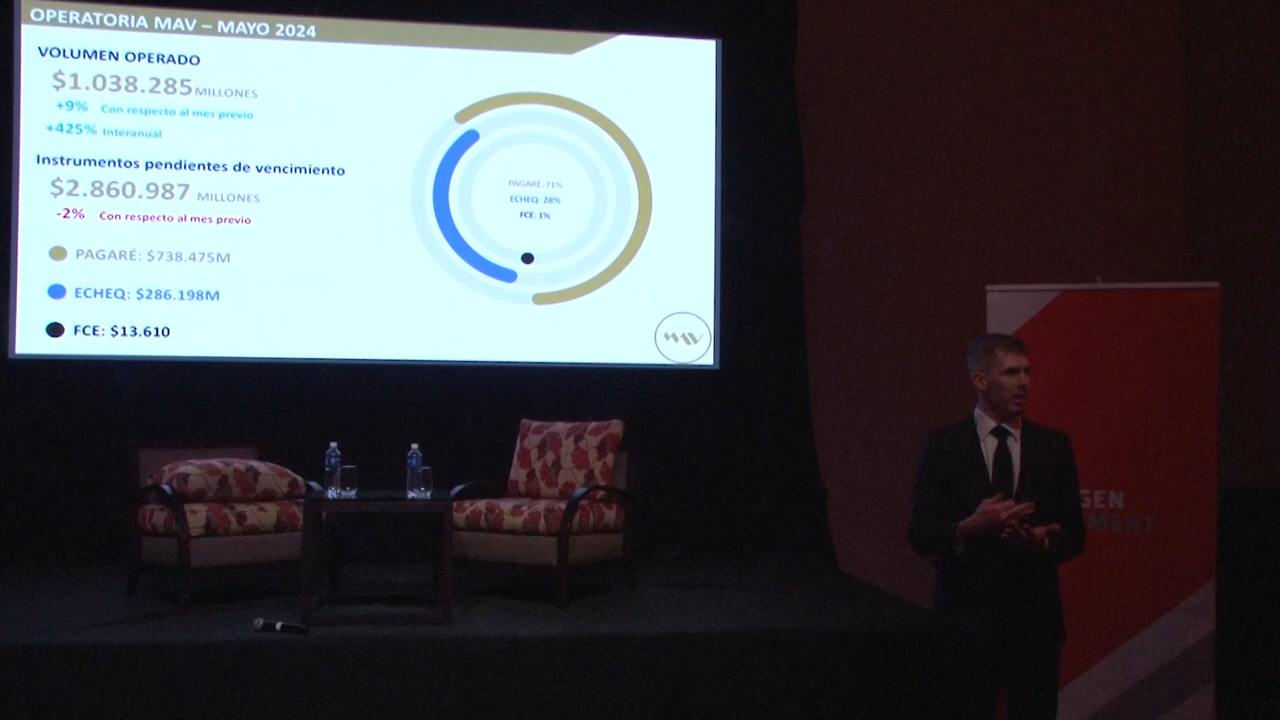 OPERATORIA MAV – MAYO 2024
VOLUMEN OPERADO
$1.038.285 MILLONES
+9% Con respecto al mes previo
+425% Interanual
Instrumentos pendientes de vencimiento
$2.860.987 MILLONES
-2% Con respecto al mes previo
PAGARÉ: $738.475M
ECHEQ: $286.198M
FCE: $13.610
PAGARÉ: 71%
ECHEQ: 28%
FCE: 1%
MAV
GEN
MENT